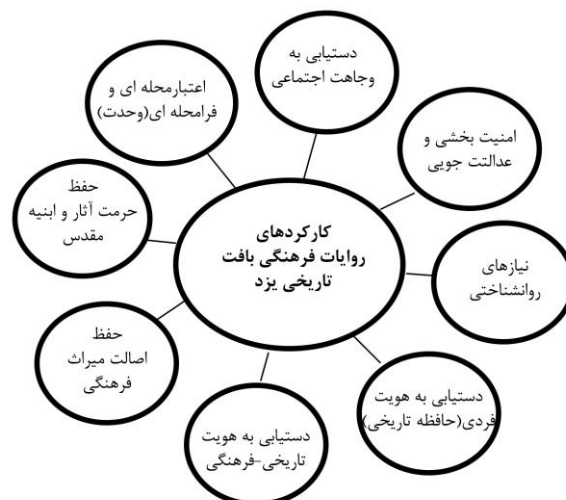 دستیابی به
وجاهت اجتماعی
اعتبارمحله ای و
فرامحله ای(وحدت)
امنیت بخشی و
عدالتت جویی
حفظ
حرمت آثار و ابنیه
مقدس
کارکردهای
روایات فرهنگی بافت
تاریخی یزد
نیازهای
روانشناختی
حفظ
اصالت میراث
فرهنگی
دستیابی به هویت
فردی(حافظه تاریخی)
دستیابی به هویت
تاریخی-فرهنگی